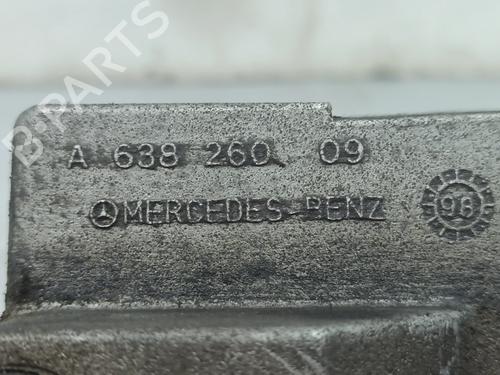 A 638 260 09
MERCEDES-BENZ
98
B-PARTS